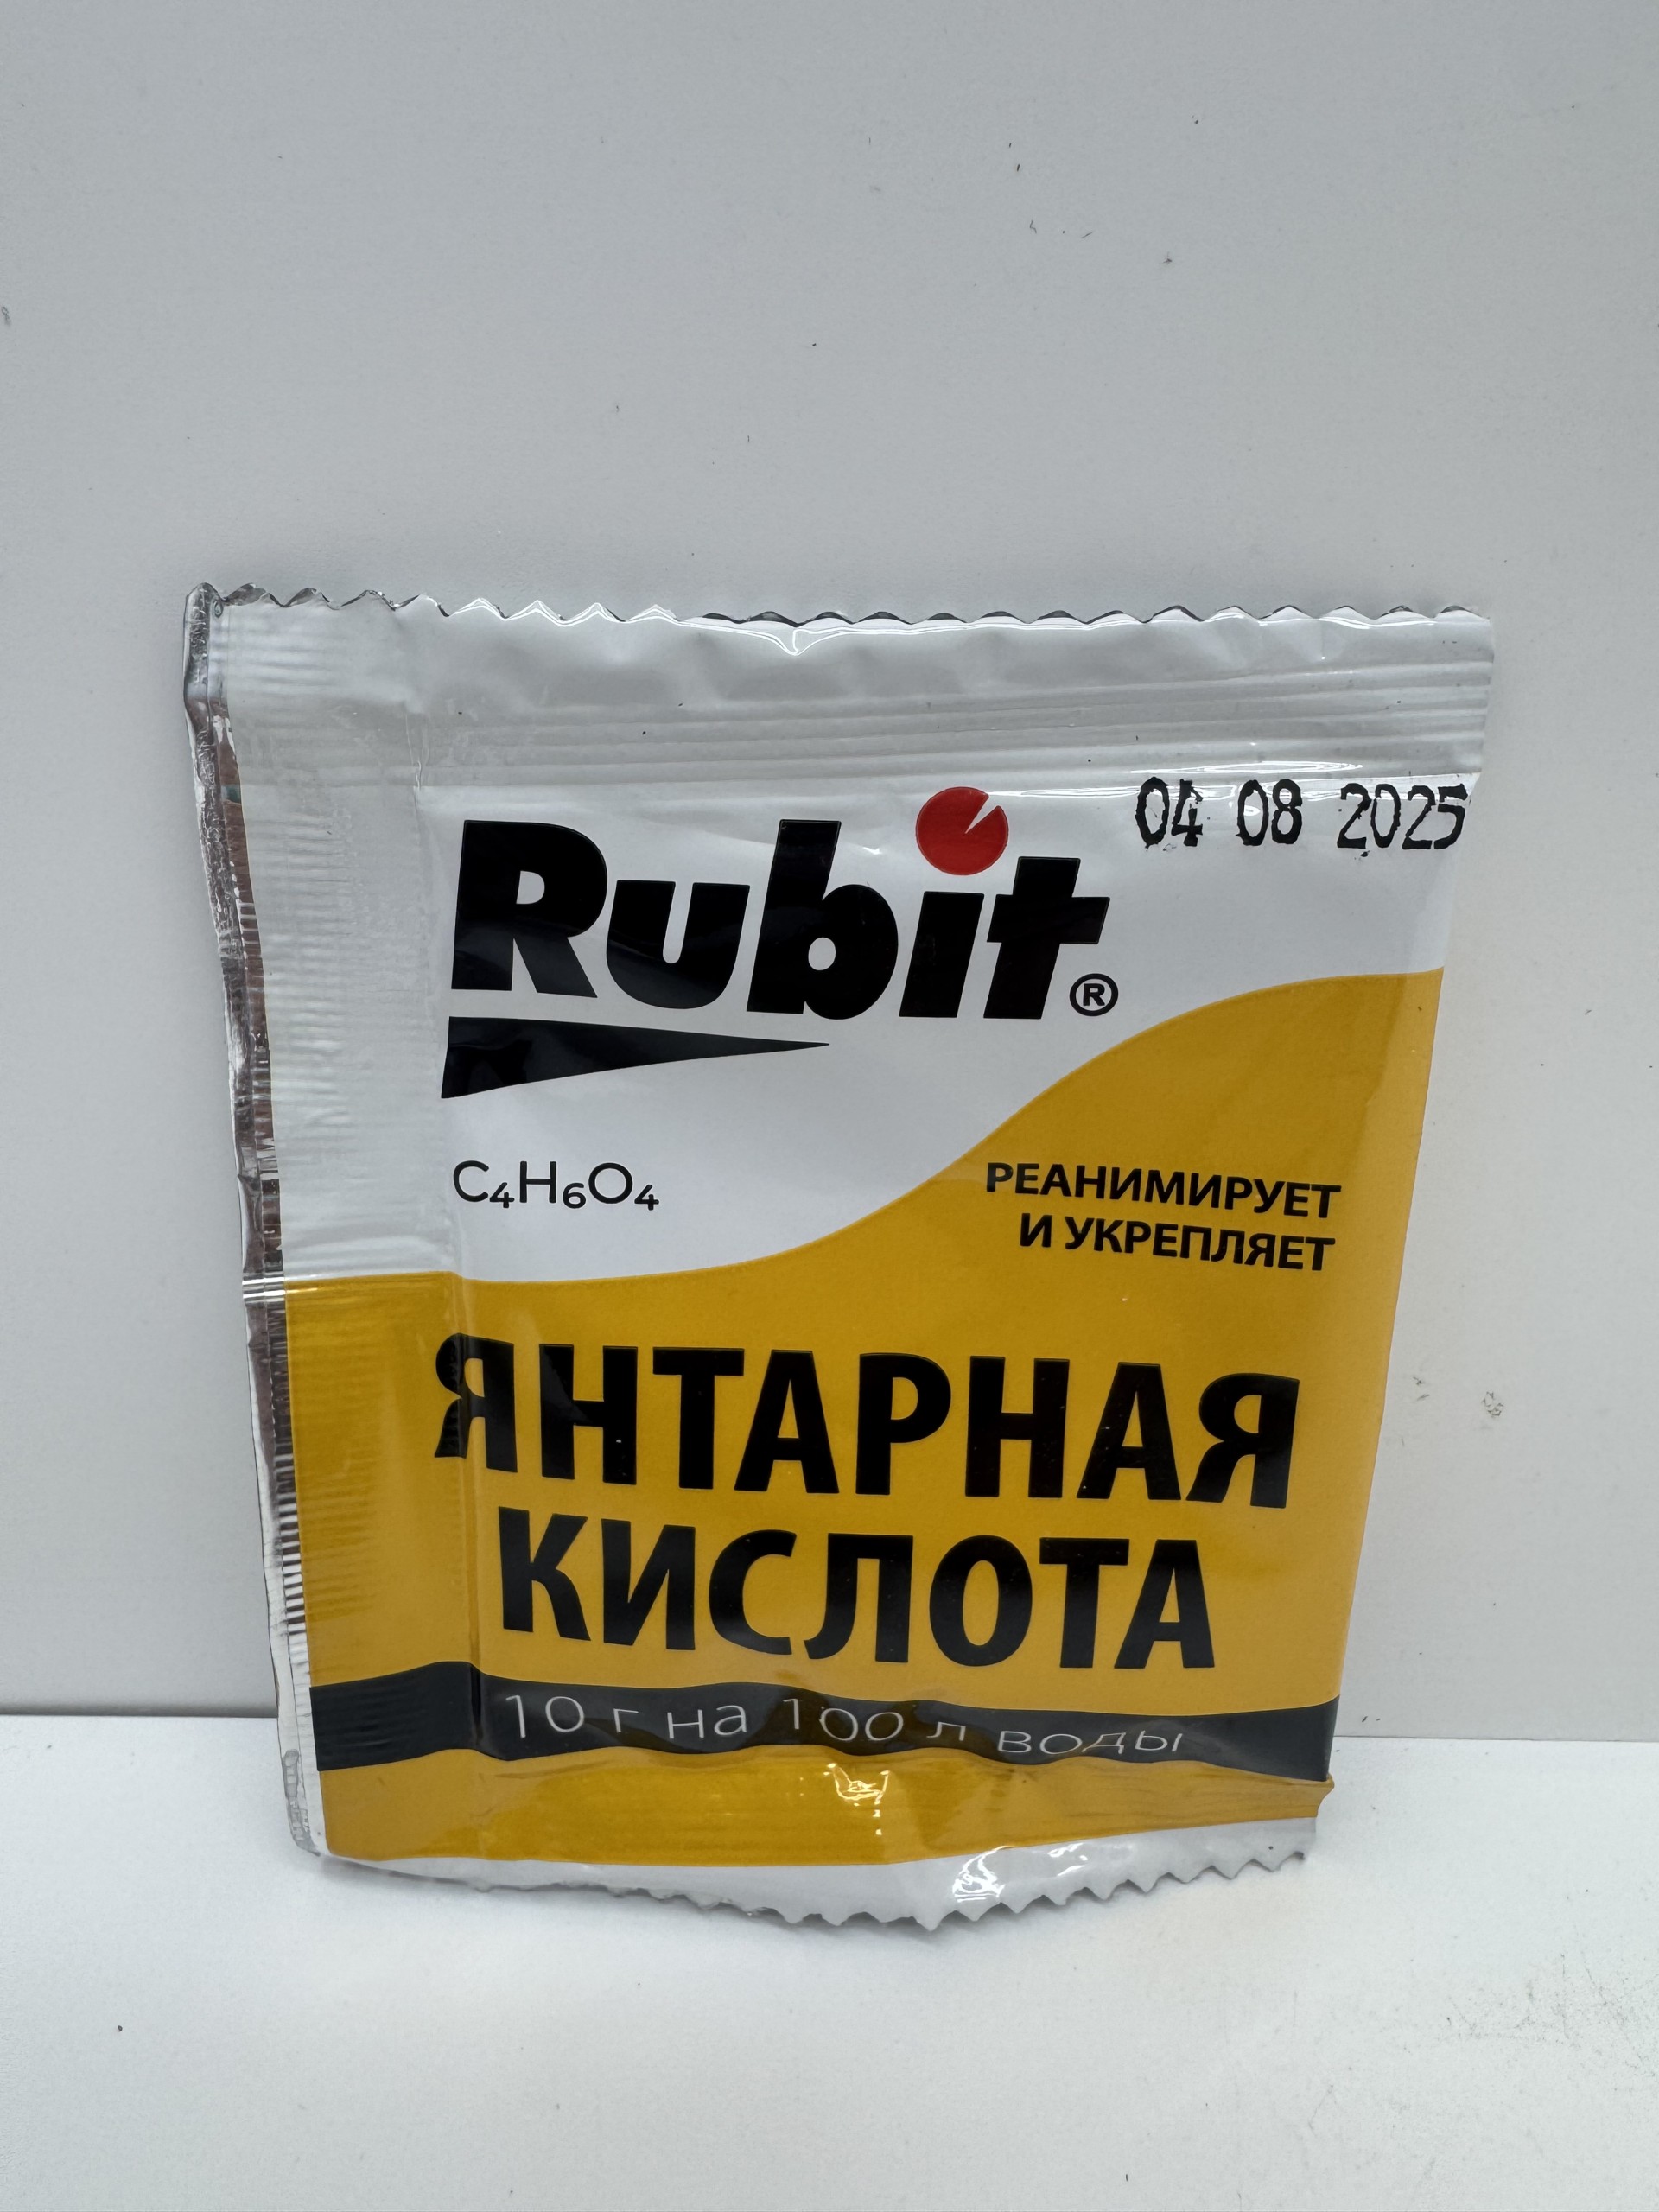 04 08 2025
Rubit®
C₄H₆O₄
РЕАНИМИРУЕТ
И УКРЕПЛЯЕТ
ЯНТАРНАЯ
КИСЛОТА
10 г на 100 л воды